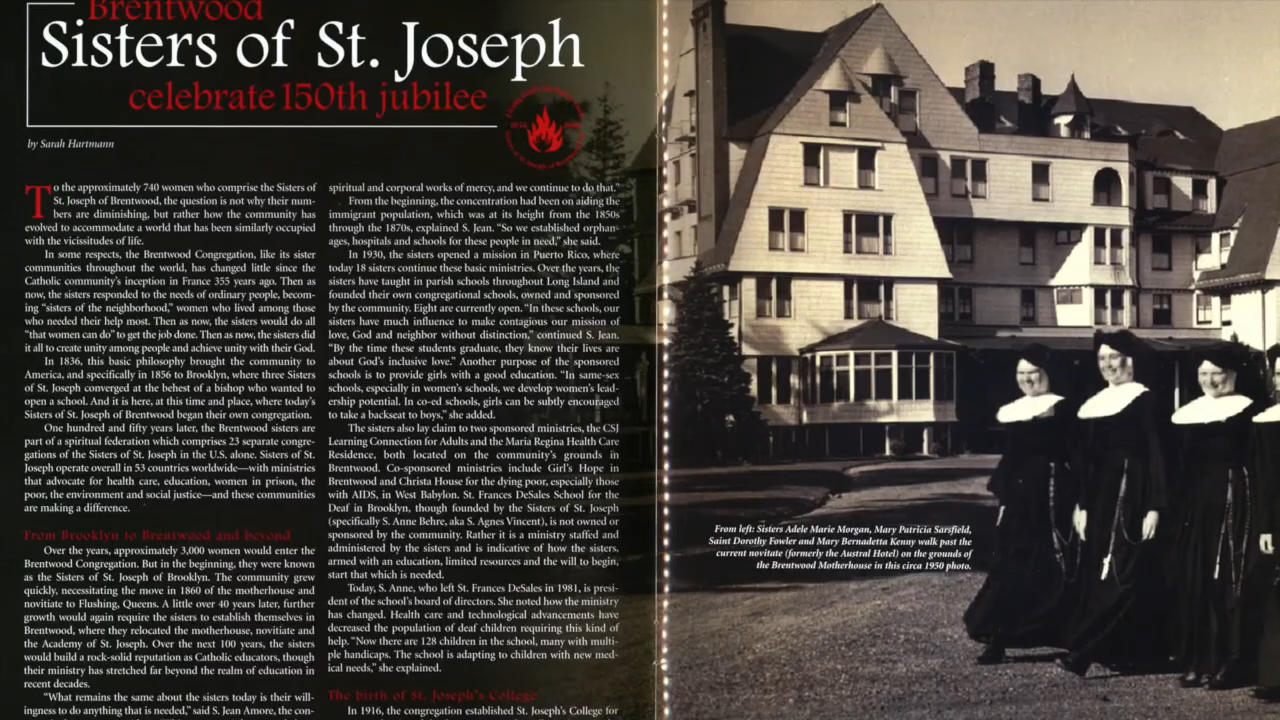 Brentwood
Sisters of St. Joseph
celebrate 150th jubilee
by Sarah Hartmann
To the approximately 740 women who comprise the Sisters of
St. Joseph of Brentwood, the question is not why their num-
bers are diminishing, but rather how the community has
evolved to accommodate a world that has been similarly occupied
with the vicissitudes of life.
In some respects, the Brentwood Congregation, like its sister
communities throughout the world, has changed little since the
Catholic community's inception in France 355 years ago. Then as
now, the sisters responded to the needs of ordinary people, becom-
ing "sisters of the neighborhood," women who lived among those
who needed their help most. Then as now, the sisters would do all
"that women can do" to get the job done. Then as now, the sisters did
it all to create unity among people and achieve unity with their God.
In 1836, this basic philosophy brought the community to
America, and specifically in 1856 to Brooklyn, where three Sisters
of St. Joseph converged at the behest of a bishop who wanted to
open a school. And it is here, at this time and place, where today's
Sisters of St. Joseph of Brentwood began their own congregation.
One hundred and fifty years later, the Brentwood sisters are
part of a spiritual federation which comprises 23 separate congre-
gations of the Sisters of St. Joseph in the U.S. alone. Sisters of St.
Joseph operate overall in 53 countries worldwide—with ministries
that advocate for health care, education, women in prison, the
poor, the environment and social justice—and these communities
are making a difference.
From Brooklyn to Brentwood and beyond
Over the years, approximately 3,000 women would enter the
Brentwood Congregation. But in the beginning, they were known
as the Sisters of St. Joseph of Brooklyn. The community grew
quickly, necessitating the move in 1860 of the motherhouse and
novitiate to Flushing, Queens. A little over 40 years later, further
growth would again require the sisters to establish themselves in
Brentwood, where they relocated the motherhouse, novitiate and
the Academy of St. Joseph. Over the next 100 years, the sisters
would build a rock-solid reputation as Catholic educators, though
their ministry has stretched far beyond the realm of education in
recent decades.
"What remains the same about the sisters today is their will-
ingness to do anything that is needed," said S. Jean Amore, the con-
spiritual and corporal works of mercy, and we continue to do that."
From the beginning, the concentration had been on aiding the
immigrant population, which was at its height from the 1850s
through the 1870s, explained S. Jean. "So we established orphan-
ages, hospitals and schools for these people in need," she said.
In 1930, the sisters opened a mission in Puerto Rico, where
today 18 sisters continue these basic ministries. Over the years, the
sisters have taught in parish schools throughout Long Island and
founded their own congregational schools, owned and sponsored
by the community. Eight are currently open. "In these schools, our
sisters have much influence to make contagious our mission of
love, God and neighbor without distinction," continued S. Jean.
"By the time these students graduate, they know their lives are
about God's inclusive love." Another purpose of the sponsored
schools is to provide girls with a good education. "In same-sex
schools, especially in women's schools, we develop women's lead-
ership potential. In co-ed schools, girls can be subtly encouraged
to take a backseat to boys," she added.
The sisters also lay claim to two sponsored ministries, the CSJ
Learning Connection for Adults and the Maria Regina Health Care
Residence, both located on the community's grounds in
Brentwood. Co-sponsored ministries include Girl's Hope in
Brentwood and Christa House for the dying poor, especially those
with AIDS, in West Babylon. St. Frances DeSales School for the
Deaf in Brooklyn, though founded by the Sisters of St. Joseph
(specifically S. Anne Behre, aka S. Agnes Vincent), is not owned or
sponsored by the community. Rather it is a ministry staffed and
administered by the sisters and is indicative of how the sisters,
armed with an education, limited resources and the will to begin,
start that which is needed.
Today, S. Anne, who left St. Frances DeSales in 1981, is presi-
dent of the school's board of directors. She noted how the ministry
has changed. Health care and technological advancements have
decreased the population of deaf children requiring this kind of
help. "Now there are 128 children in the school, many with multi-
ple handicaps. The school is adapting to children with new med-
ical needs," she explained.
The birth of St. Joseph's College
In 1916, the congregation established St. Joseph's College for
From left: Sisters Adele Marie Morgan, Mary Patricia Sarsfield,
Saint Dorothy Fowler and Mary Bernadetta Kenny walk past the
current novitate (formerly the Austral Hotel) on the grounds of
the Brentwood Motherhouse in this circa 1950 photo.